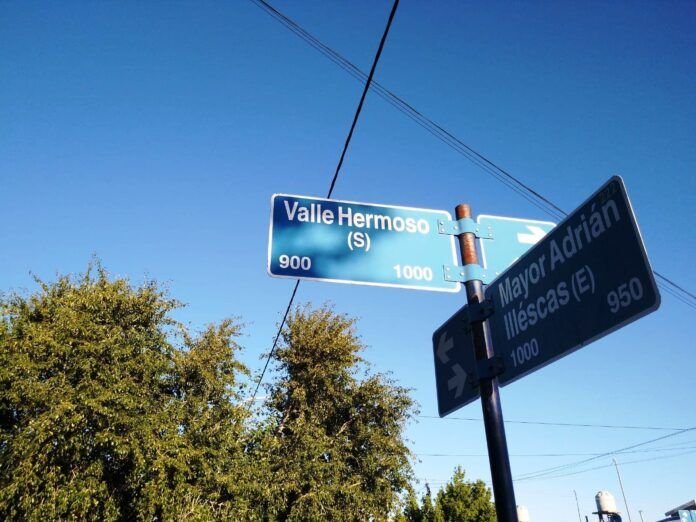 Valle Hermoso
(S)
900 1000
Mayor Adrián
Illéscas (E)
1000 950